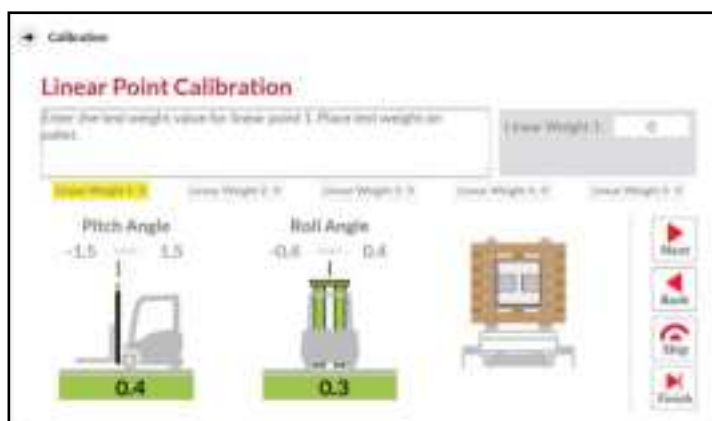 Calibration
Linear Point Calibration
Enter the test weight value for linear point 1. Place test weight on
pallet.
Linear Weight 1: 0
Linear Weight 1: 0
Linear Weight 2: 0
Linear Weight 3: 0
Linear Weight 4: 0
Linear Weight 5: 0
Pitch Angle
-1.5 1.5
Roll Angle
-0.4 0.4
0.4
0.3
Next
Back
Skip
Finish